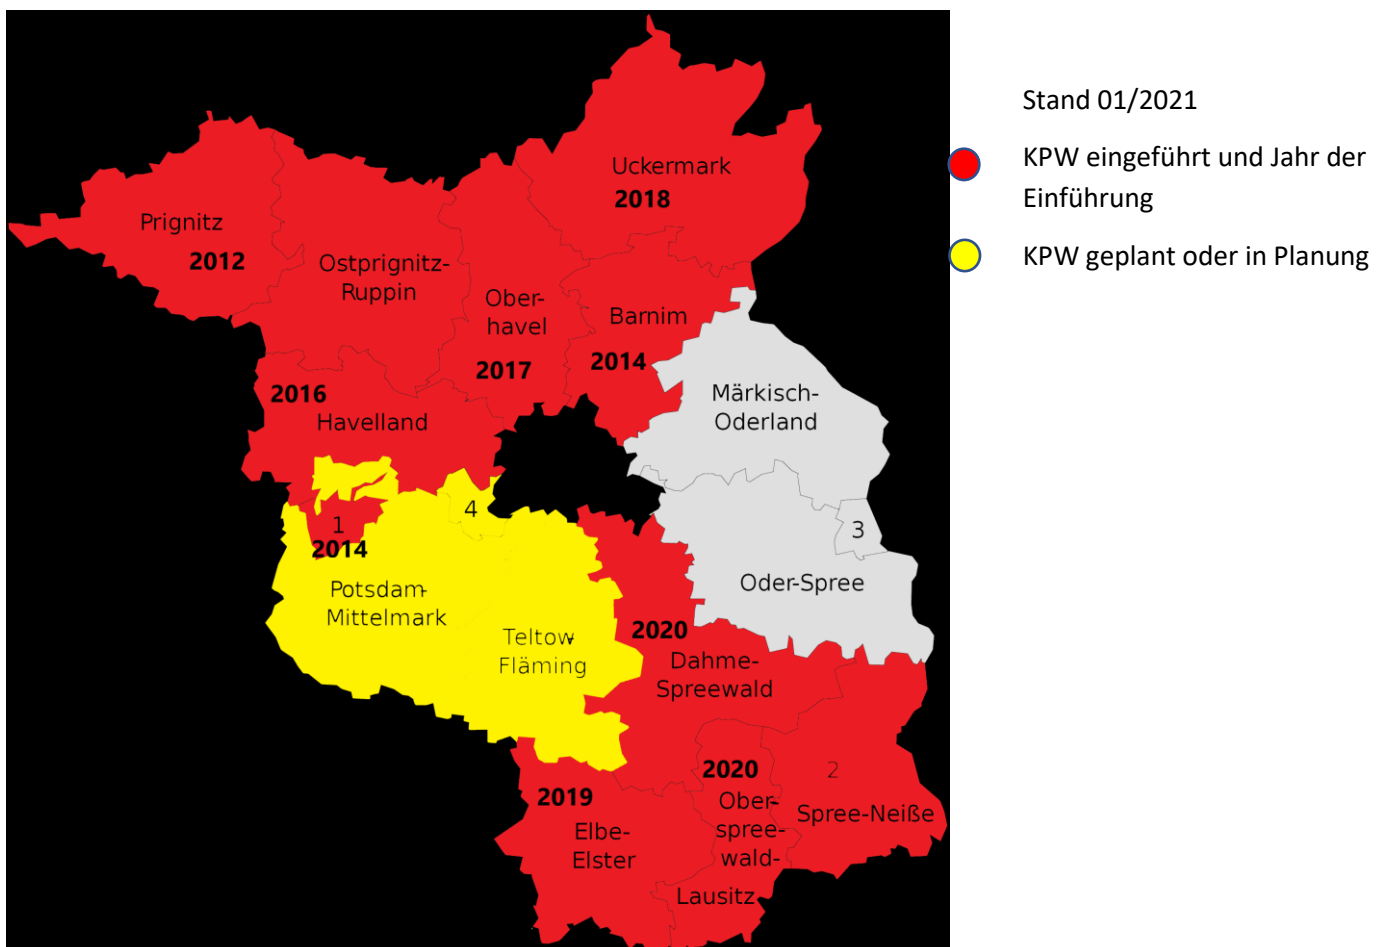 Stand 01/2021
KPW eingeführt und Jahr der
Einführung
KPW geplant oder in Planung
Uckermark
2018
Prignitz
2012
Ostprignitz-
Ruppin
Ober-
havel
2017
Barnim
2014
2016
Havelland
Märkisch-
Oderland
1
2014
4
3
Potsdam-
Mittelmark
Oder-Spree
Teltow-
Fläming
2020
Dahme-
Spreewald
2019
Elbe-
Elster
2020
Ober-
spree-
wald-
Lausitz
2
Spree-Neiße